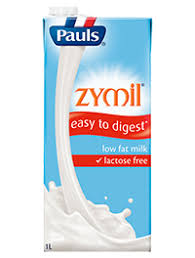 Pauls
zymil
easy to digest*
low fat milk
✓ lactose free
1L